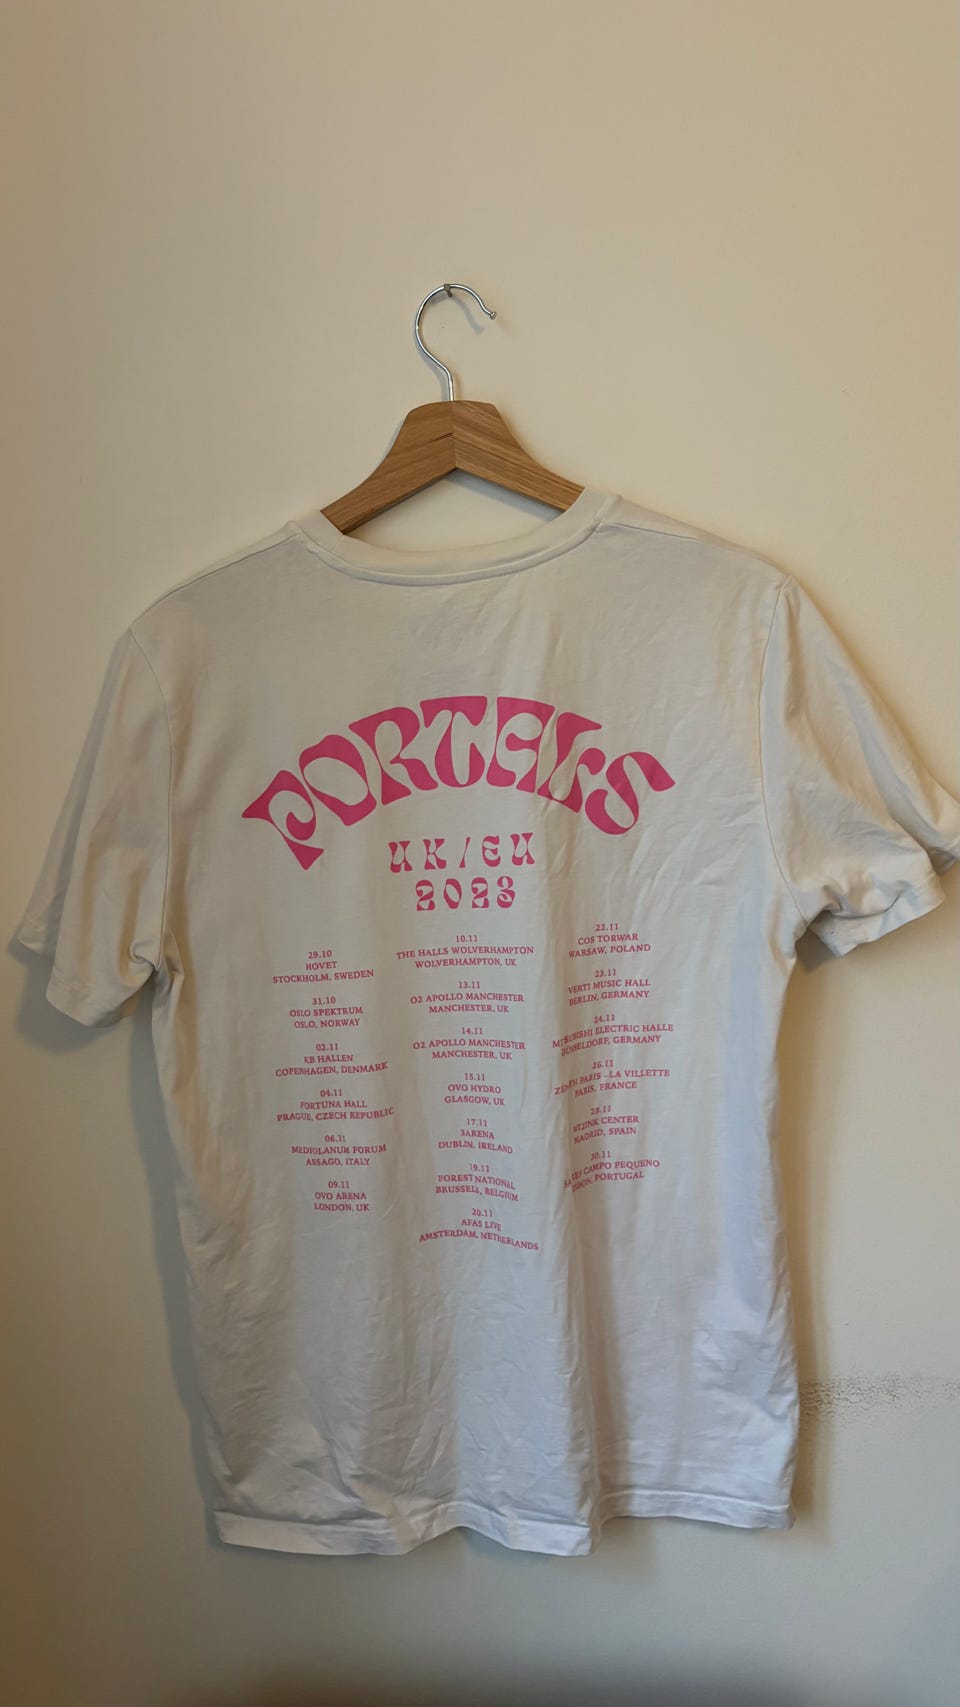 PORTALS
UK/EU
2023
29.10
HOVET
STOCKHOLM, SWEDEN
31.10
OSLO SPEKTRUM
OSLO, NORWAY
02.11
KB HALLEN
COPENHAGEN, DENMARK
04.11
FORTUNA HALL
PRAGUE, CZECH REPUBLIC
06.11
MEDIOLANUM FORUM
ASSAGO, ITALY
09.11
OVO ARENA
LONDON, UK
10.11
THE HALLS WOLVERHAMPTON
WOLVERHAMPTON, UK
13.11
O2 APOLLO MANCHESTER
MANCHESTER, UK
14.11
O2 APOLLO MANCHESTER
MANCHESTER, UK
15.11
OVO HYDRO
GLASGOW, UK
17.11
3ARENA
DUBLIN, IRELAND
19.11
FOREST NATIONAL
BRUSSELS, BELGIUM
20.11
AFAS LIVE
AMSTERDAM, NETHERLANDS
22.11
COS TORWAR
WARSAW, POLAND
23.11
VERTI MUSIC HALL
BERLIN, GERMANY
24.11
MITSUBISHI ELECTRIC HALLE
DÜSSELDORF, GERMANY
26.11
ZÉNITH PARIS - LA VILLETTE
PARIS, FRANCE
28.11
WIZINK CENTER
MADRID, SPAIN
30.11
CAMPO PEQUENO
LISBON, PORTUGAL